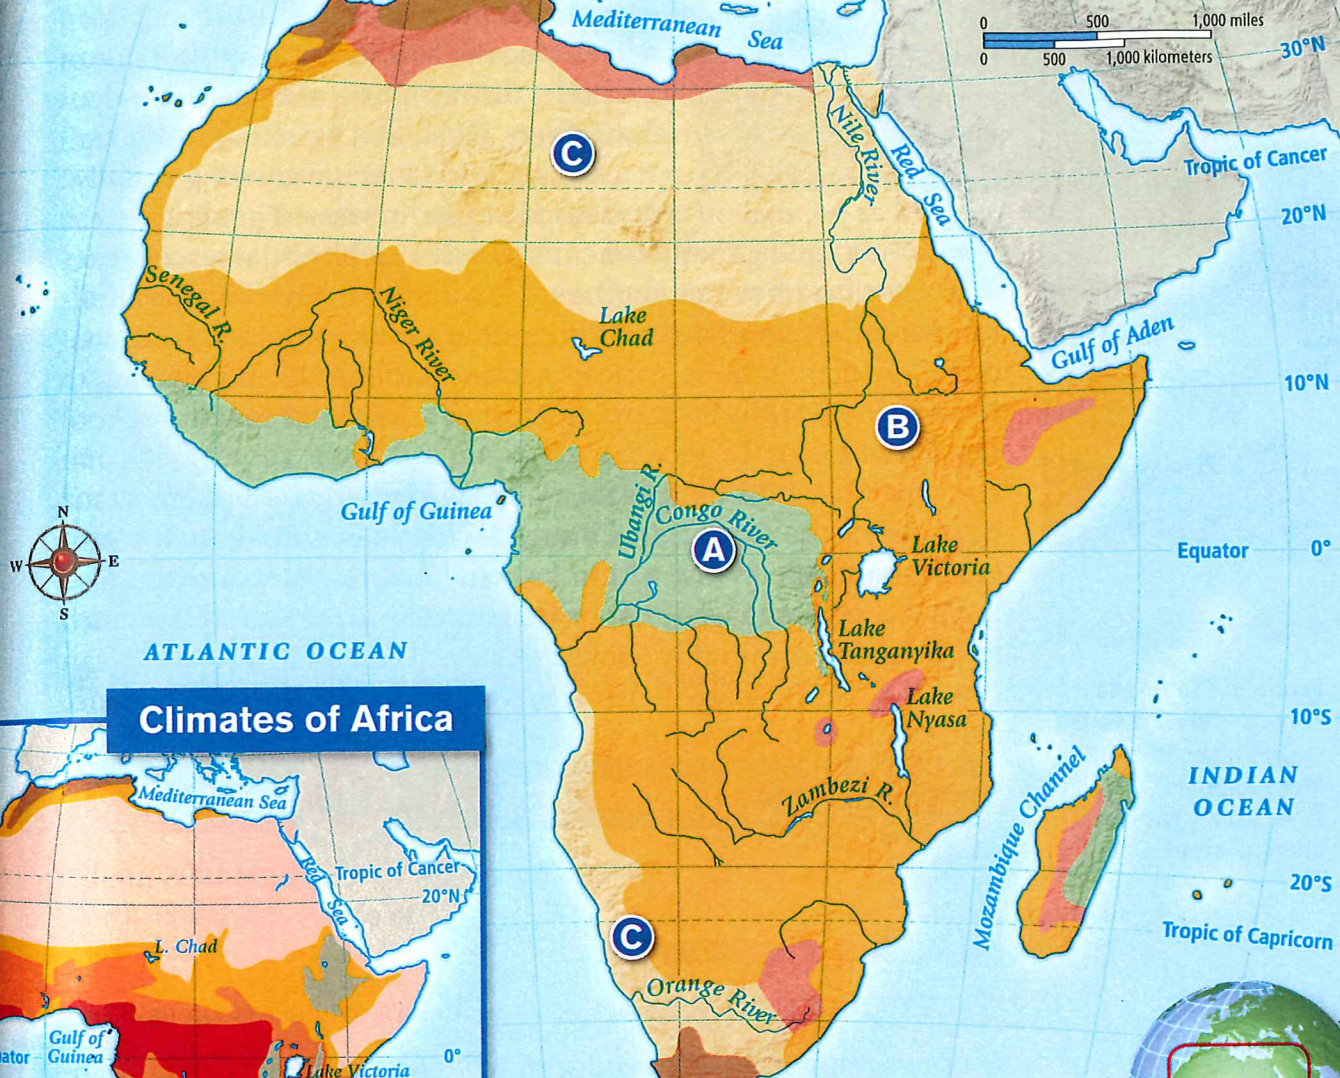 Mediterranean
Sea
0 500 1,000 miles
0 500 1,000 kilometers
30°N
C
Nile River
Red Sea
Tropic of Cancer
20°N
Senegal R.
Niger River
Lake
Chad
Gulf of Aden
10°N
B
Gulf of Guinea
Ubangi R.
Congo River
A
Lake
Victoria
Equator
0°
N
W E
S
Lake
Tanganyika
ATLANTIC OCEAN
Lake
Nyasa
10°S
Climates of Africa
Mozambique Channel
INDIAN
OCEAN
Zambezi R.
Mediterranean Sea
Red Sea
Tropic of Cancer
20°N
20°S
C
Tropic of Capricorn
L. Chad
Orange River
Gulf of
Guinea
ator
0°
Lake Victoria